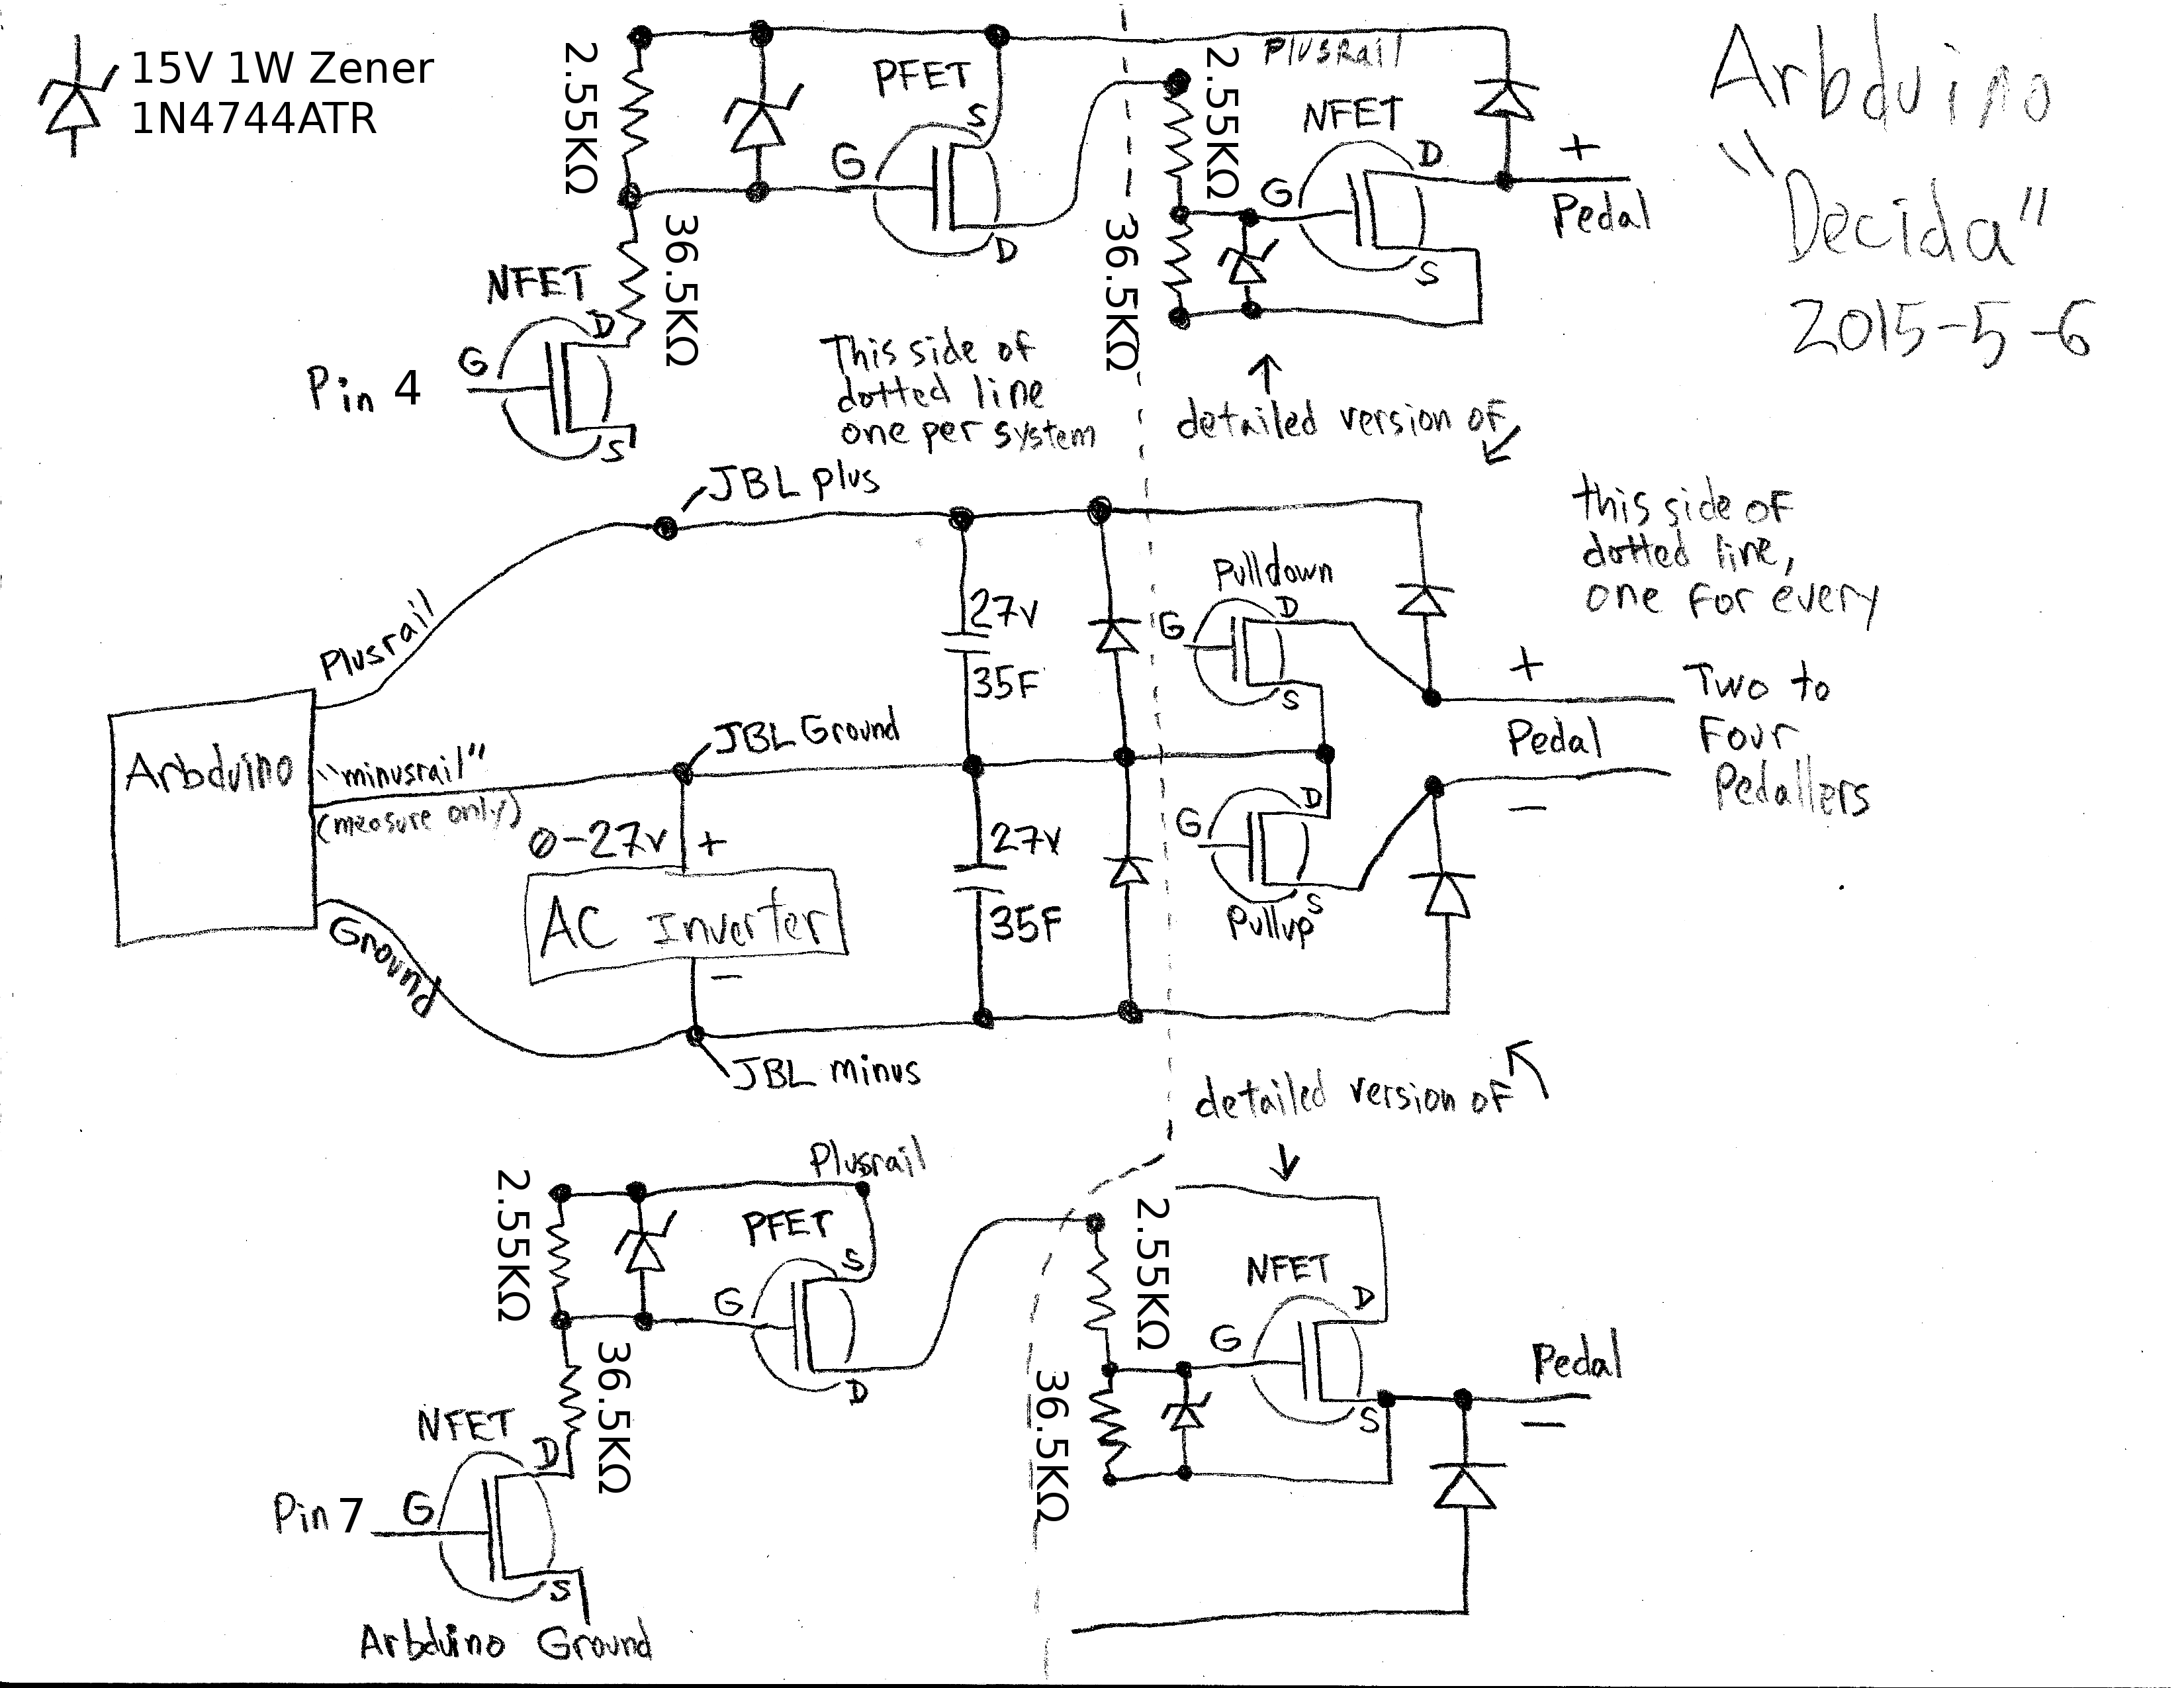 15V 1W Zener
1N4744ATR
2.55KΩ
PFET
S
G
D
36.5KΩ
NFET
D
G
S
Pin 4
PlusRail
2.55KΩ
NFET
D
G
S
36.5KΩ
+
Pedal
Arbduino
"Decida"
2015-5-6
This side of
dotted line
one per system
detailed version of
JBL plus
Plusrail
27v
35F
Pulldown
G
D
S
this side of
dotted line,
one for every
Two to
Four
Pedallers
+
Pedal
−
Arbduino
"minusrail"
(measure only)
JBL Ground
0-27v
+
AC Inverter
−
27v
35F
G
D
S
Pullup
Ground
JBL minus
detailed version of
Plusrail
2.55KΩ
PFET
S
G
D
36.5KΩ
NFET
D
G
S
Pin 7
Arbduino Ground
2.55KΩ
NFET
D
G
S
36.5KΩ
Pedal
−